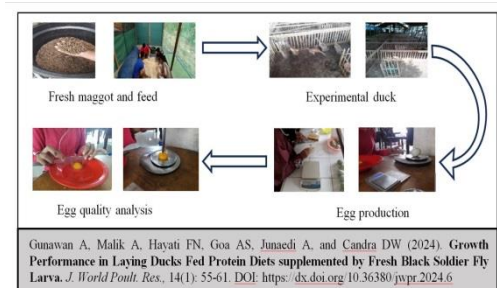 Fresh maggot and feed
Experimental duck
Egg quality analysis
Egg production
Gunawan A, Malik A, Hayati FN, Goa AS, Junaedi A, and Candra DW (2024). Growth
Performance in Laying Ducks Fed Protein Diets supplemented by Fresh Black Soldier Fly
Larva. J. World Poult. Res., 14(1): 55-61. DOI: https://dx.doi.org/10.36380/jwpr.2024.6